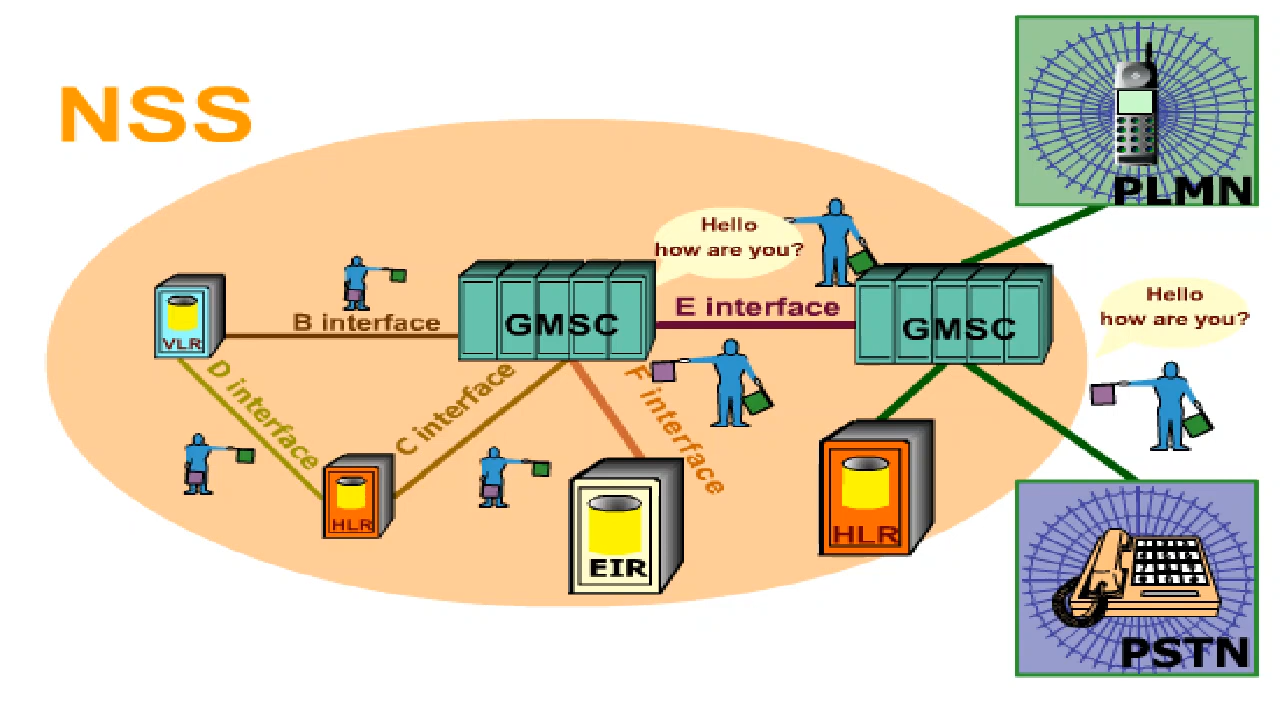 NSS
PLMN
Hello
how are you?
Hello
how are you?
E interface
B interface
GMSC
GMSC
VLR
D interface
C interface
F interface
HLR
EIR
HLR
PSTN